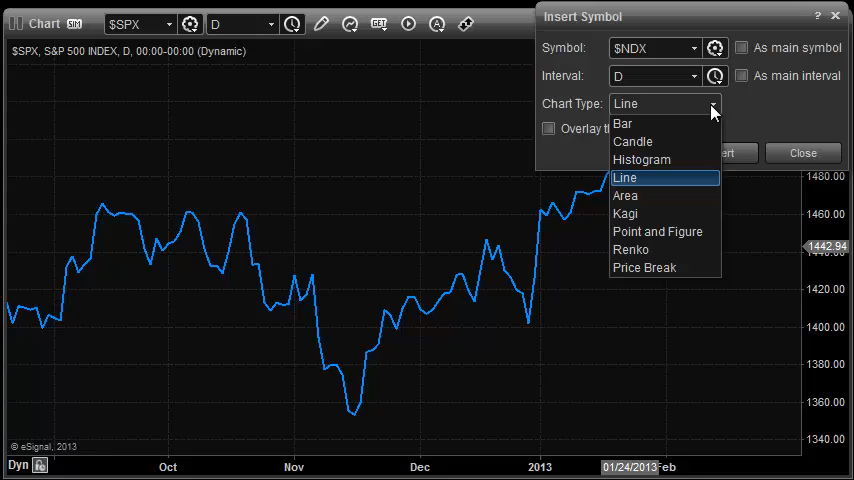 Chart SIM $SPX D GET A
$SPX, S&P 500 INDEX, D, 00:00-00:00 (Dynamic)
Insert Symbol ? X
Symbol: $NDX As main symbol
Interval: D As main interval
Chart Type: Line
Overlay th
Bar
Candle
Histogram
Line
Area
Kagi
Point and Figure
Renko
Price Break
ert Close
1480.00
1460.00
1442.94
1440.00
1420.00
1400.00
1380.00
1360.00
1340.00
© eSignal, 2013
Dyn Oct Nov Dec 2013 01/24/2013 Feb